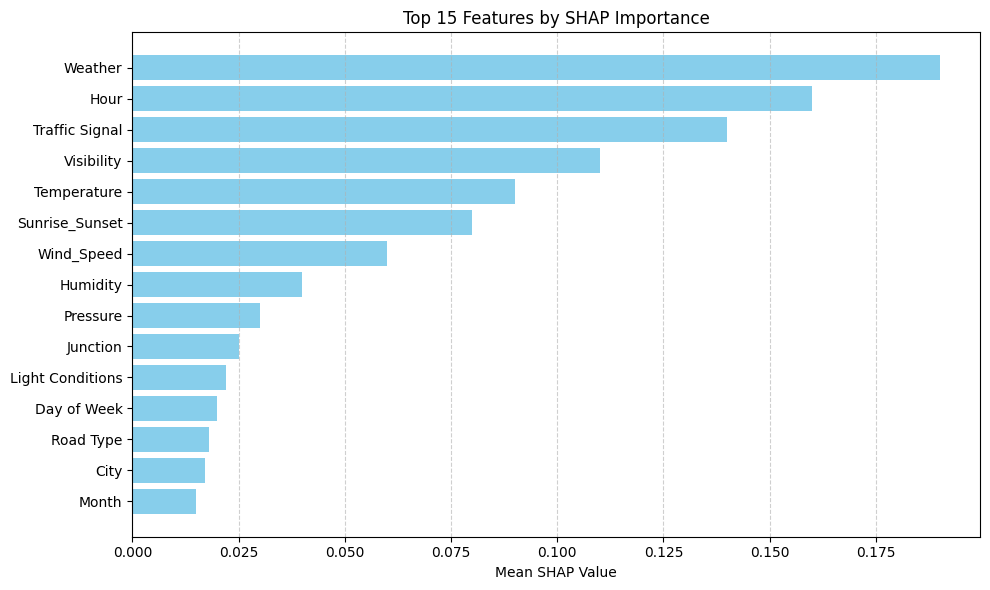 Top 15 Features by SHAP Importance
Weather
Hour
Traffic Signal
Visibility
Temperature
Sunrise_Sunset
Wind_Speed
Humidity
Pressure
Junction
Light Conditions
Day of Week
Road Type
City
Month
0.000 0.025 0.050 0.075 0.100 0.125 0.150 0.175
Mean SHAP Value